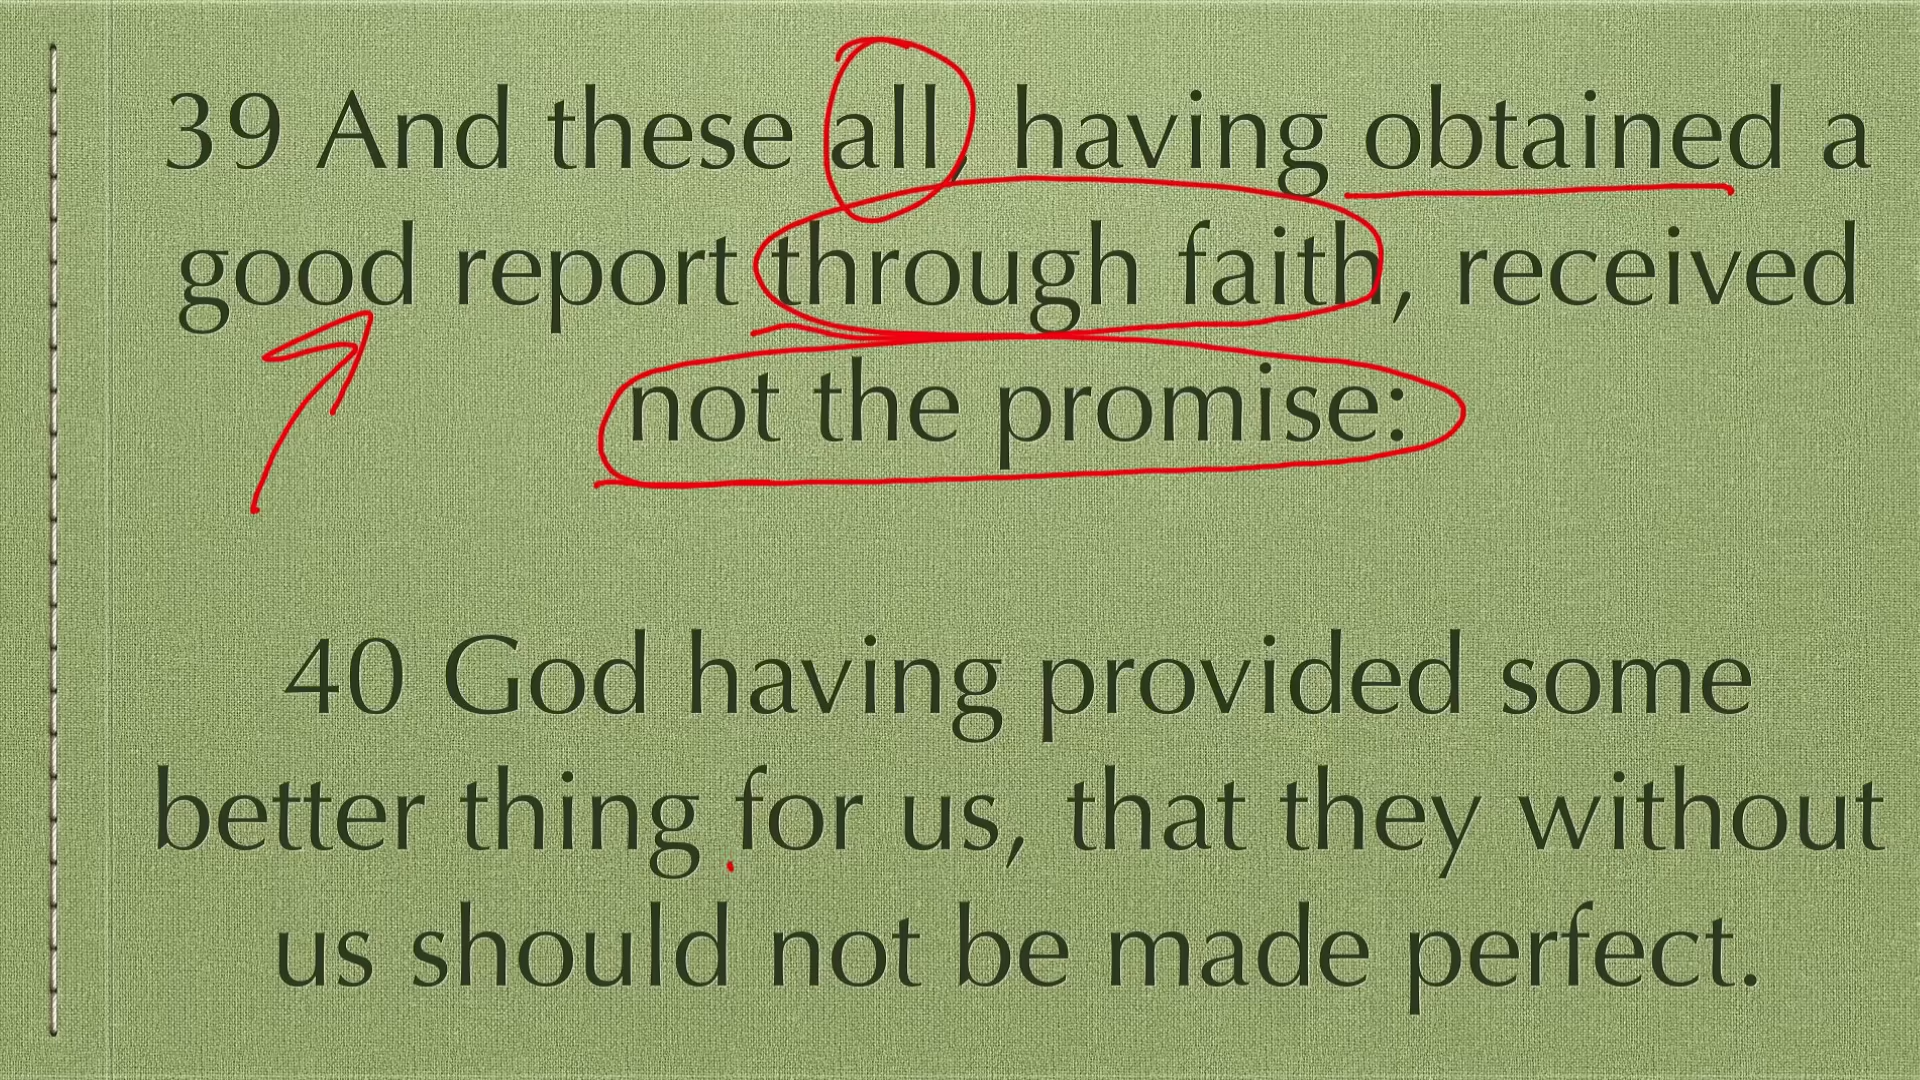 39 And these all, having obtained a
good report through faith, received
not the promise:
40 God having provided some
better thing for us, that they without
us should not be made perfect.